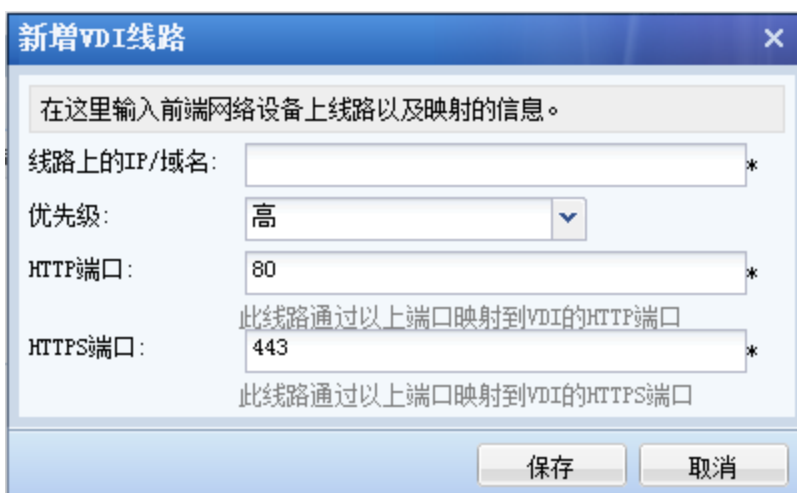 新增VDI线路
在这里输入前端网络设备上线路以及映射的信息。
线路上的IP/域名: *
优先级: 高
HTTP端口: 80 *
此线路通过以上端口映射到VDI的HTTP端口
HTTPS端口: 443 *
此线路通过以上端口映射到VDI的HTTPS端口
保存 取消